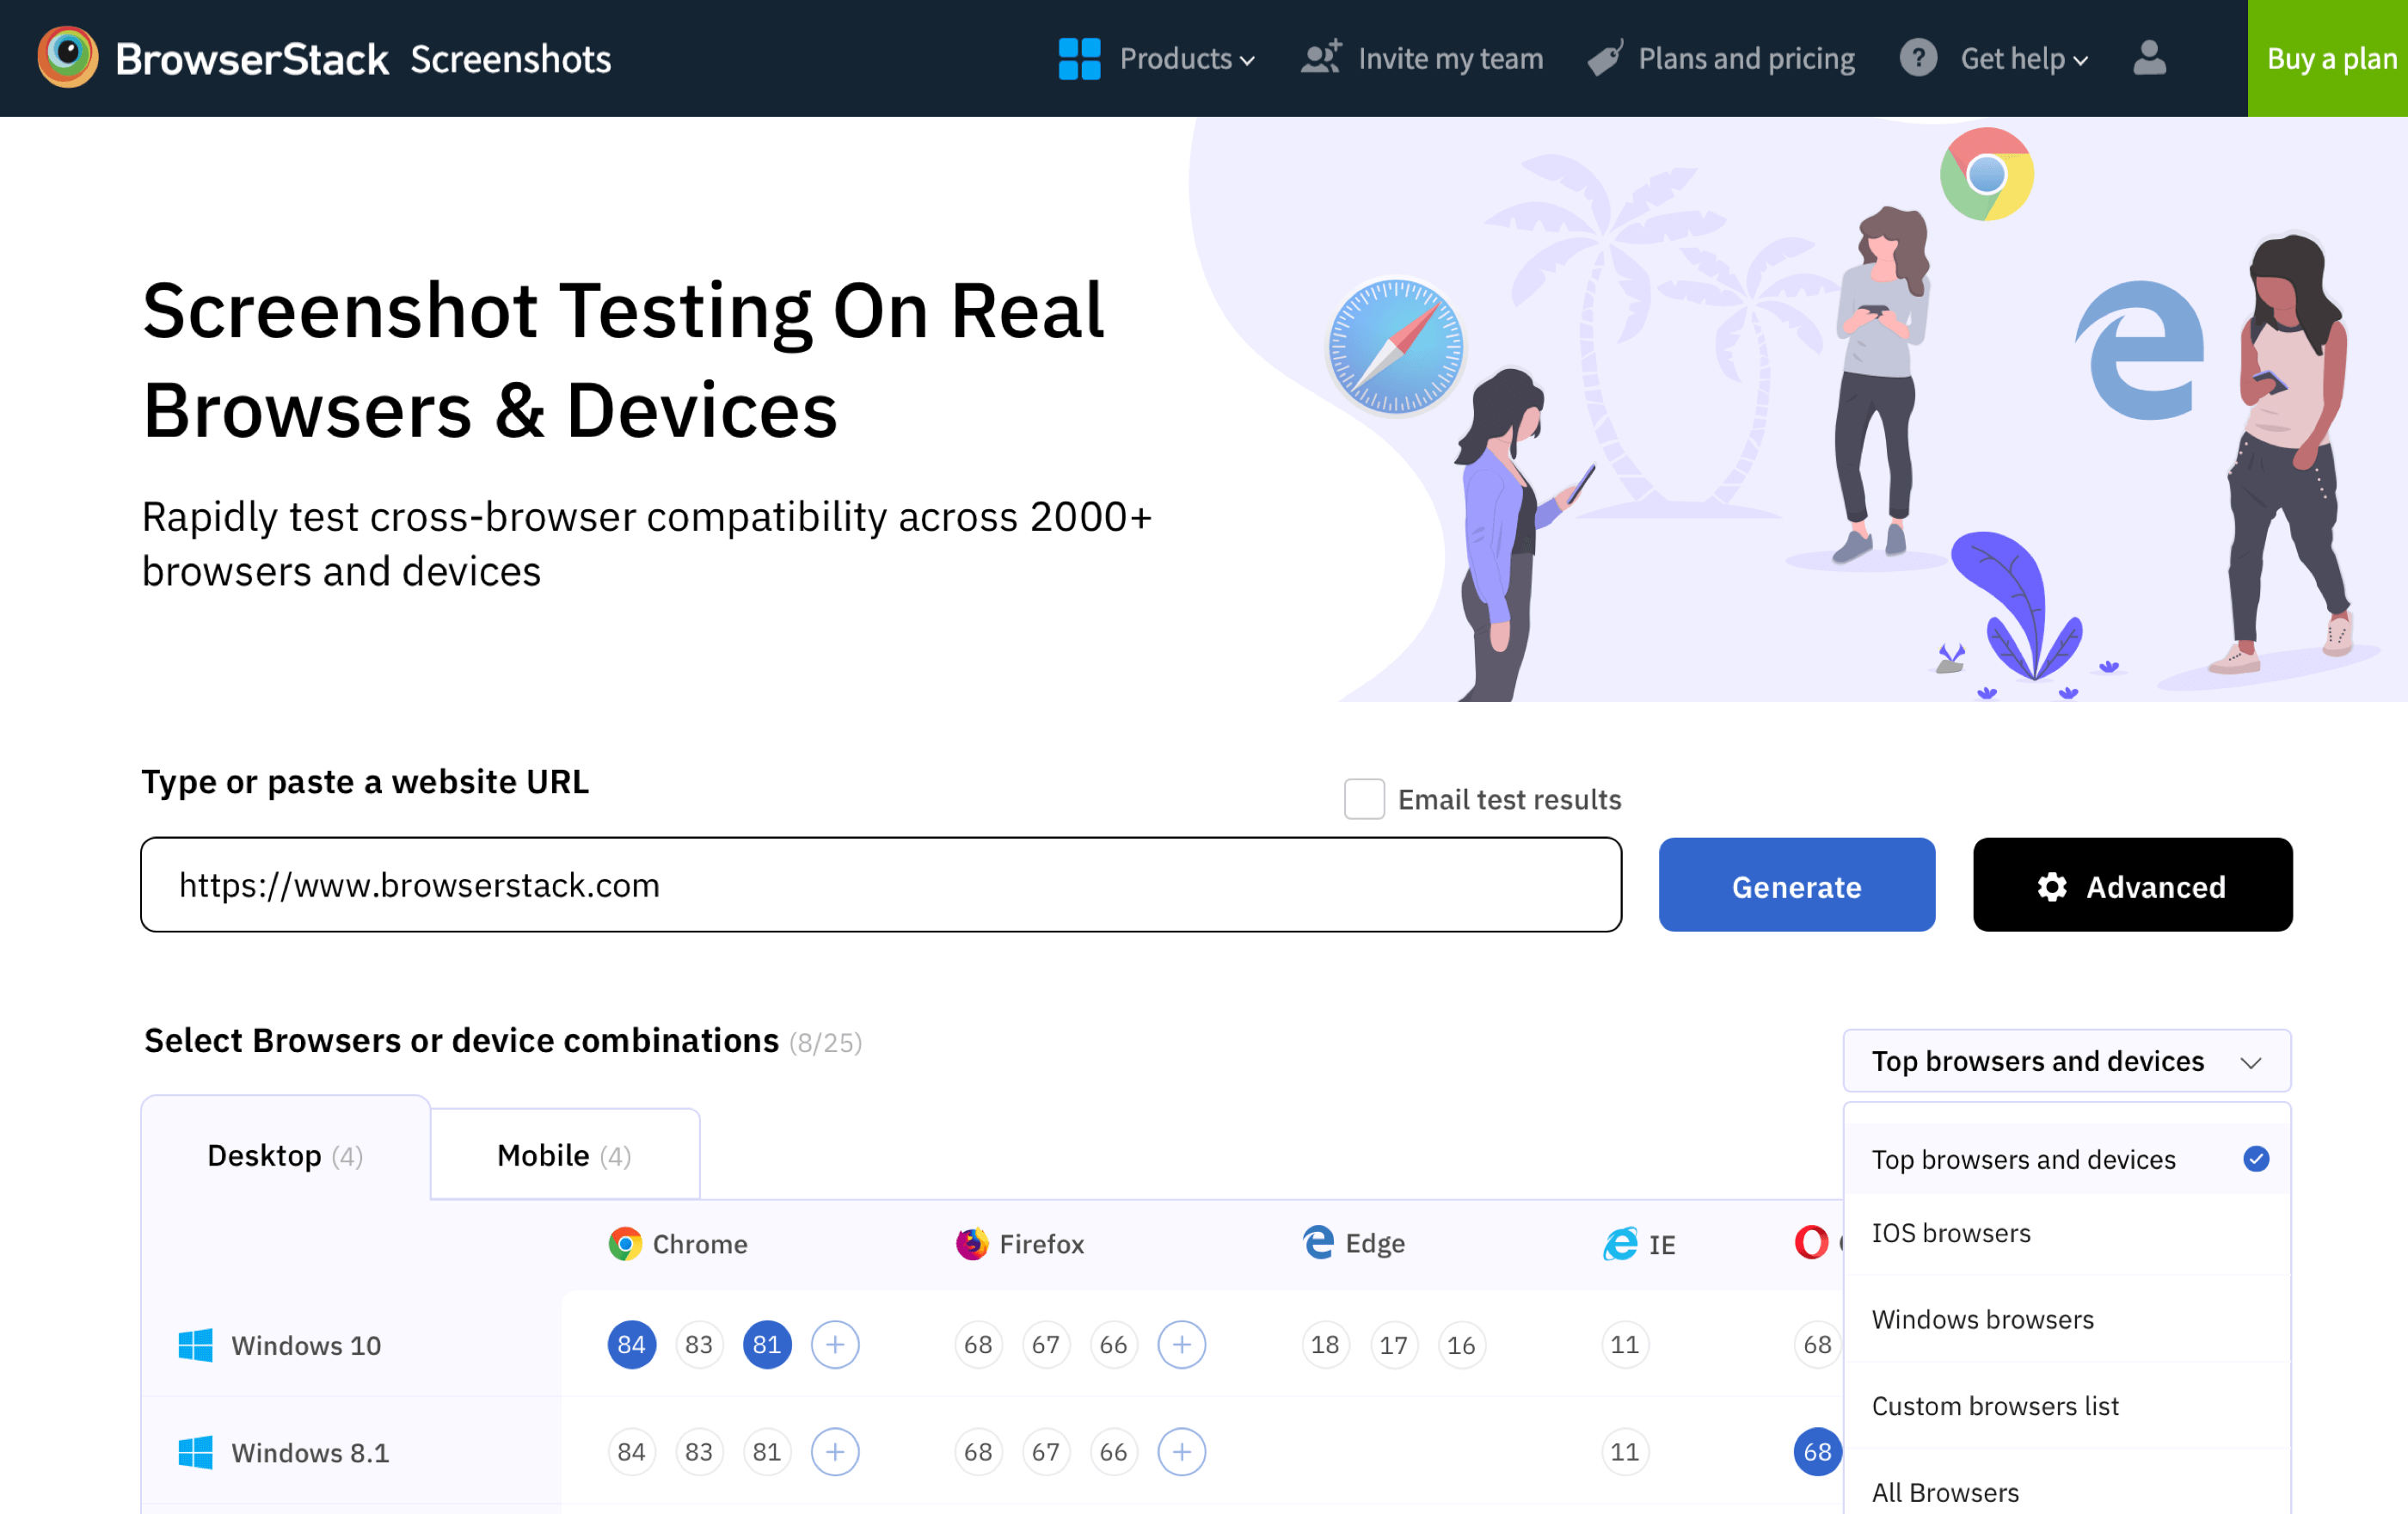 BrowserStack Screenshots
Products
Invite my team
Plans and pricing
? Get help
Buy a plan
Screenshot Testing On Real
Browsers & Devices
Rapidly test cross-browser compatibility across 2000+
browsers and devices
Type or paste a website URL
Email test results
https://www.browserstack.com
Generate
Advanced
Select Browsers or device combinations (8/25)
Top browsers and devices
Desktop (4)
Mobile (4)
Top browsers and devices
IOS browsers
Windows browsers
Custom browsers list
All Browsers
Chrome
Firefox
Edge
IE
Windows 10 84 83 81 + 68 67 66 + 18 17 16 11 68
Windows 8.1 84 83 81 + 68 67 66 + 11 68